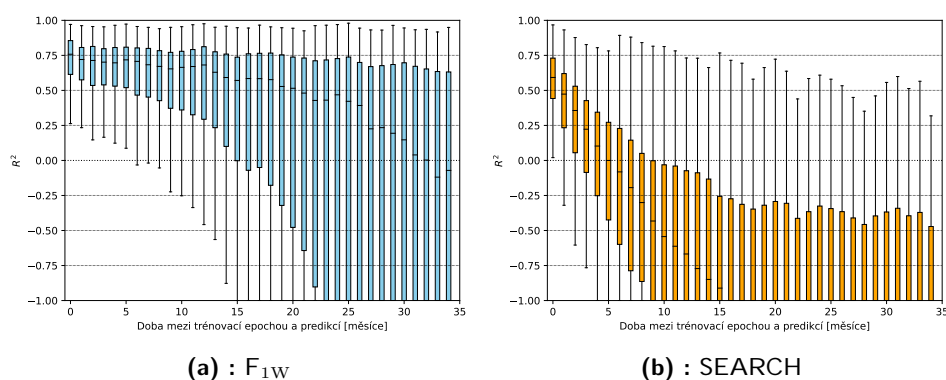 1.00
0.75
0.50
0.25
0.00
−0.25
−0.50
−0.75
−1.00
R²
0 5 10 15 20 25 30 35
Doba mezi trénovací epochou a predikcí [měsíce]
(a) : F1W
1.00
0.75
0.50
0.25
0.00
−0.25
−0.50
−0.75
−1.00
R²
0 5 10 15 20 25 30 35
Doba mezi trénovací epochou a predikcí [měsíce]
(b) : SEARCH